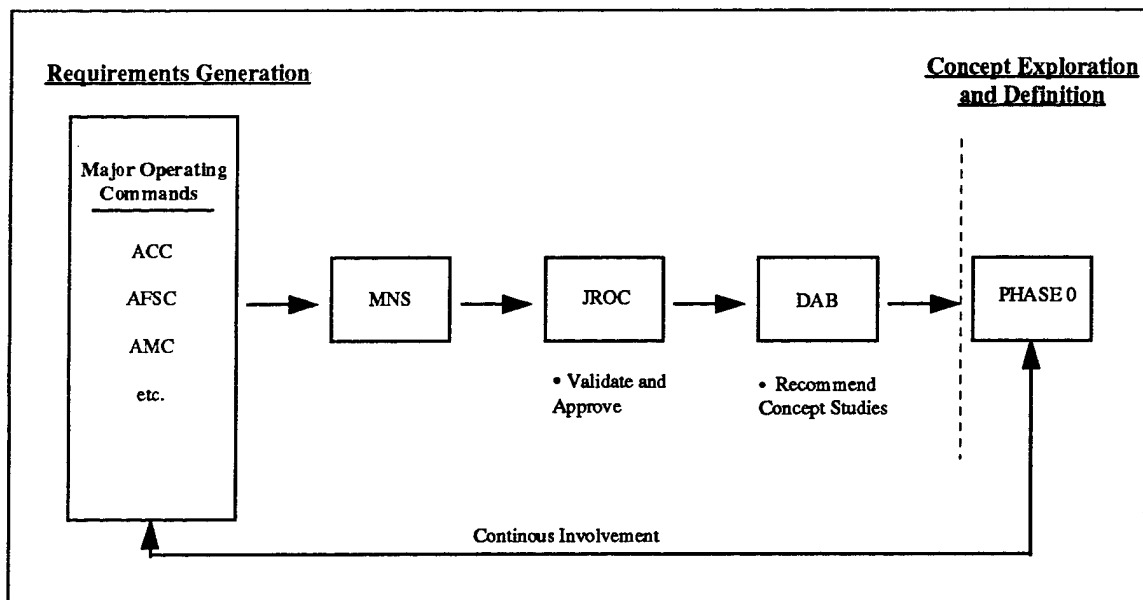 Requirements Generation
Concept Exploration
and Definition
Major Operating
Commands
ACC
AFSC
AMC
etc.
MNS
JROC
DAB
PHASE 0
• Validate and
Approve
• Recommend
Concept Studies
Continous Involvement